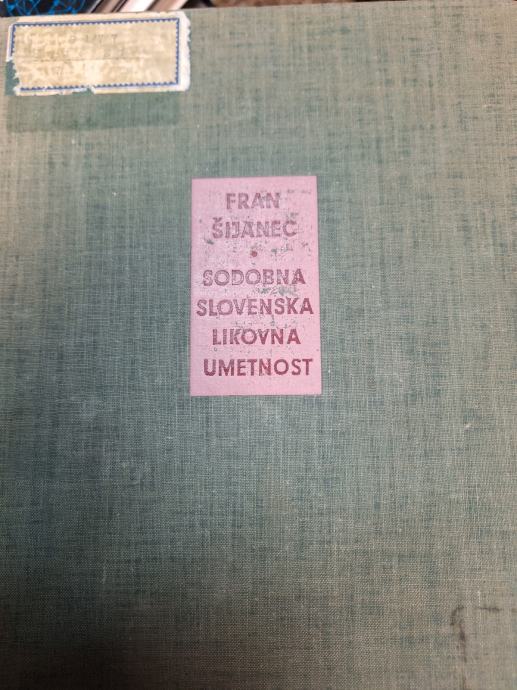 FRAN
ŠIJANEC
•
SODOBNA
SLOVENSKA
LIKOVNA
UMETNOST